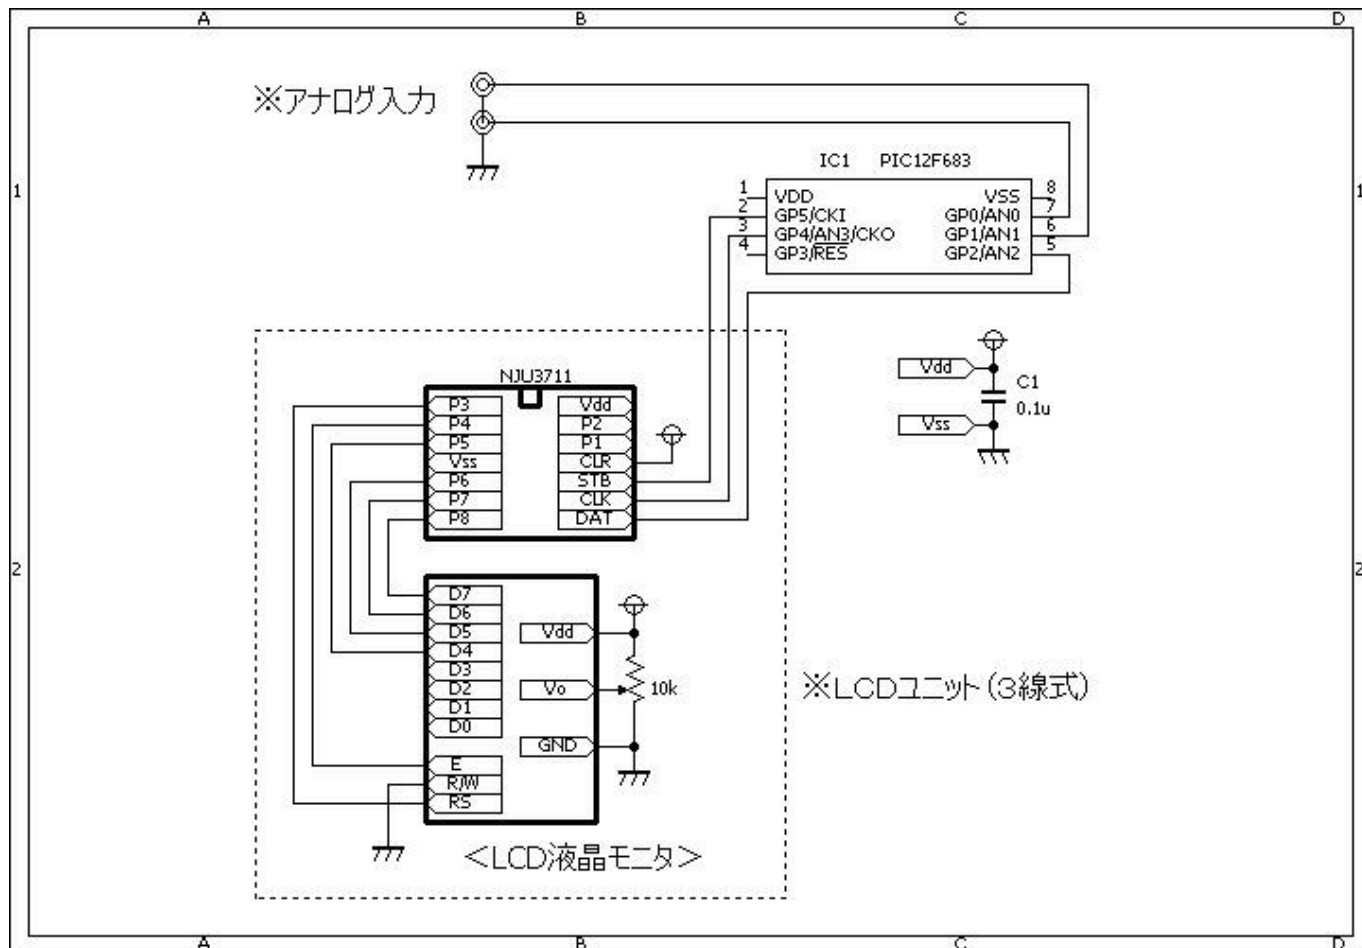 A B C D
※アナログ入力
IC1 PIC12F683
1 1
1 VDD VSS 8
2 GP5/CKI GP0/AN0 7
3 GP4/AN3/CKO GP1/AN1 6
4 GP3/RES GP2/AN2 5
Vdd
C1
0.1u
Vss
NJU3711
P3 Vdd
P4 P2
P5 P1
Vss CLR
P6 STB
P7 CLK
P8 DAT
2 2
D7
D6
D5 Vdd
D4
D3
D2 Vo 10k
D1
D0
GND
E
R/W
RS
※LCDユニット(3線式)
<LCD液晶モニタ>
A B C D